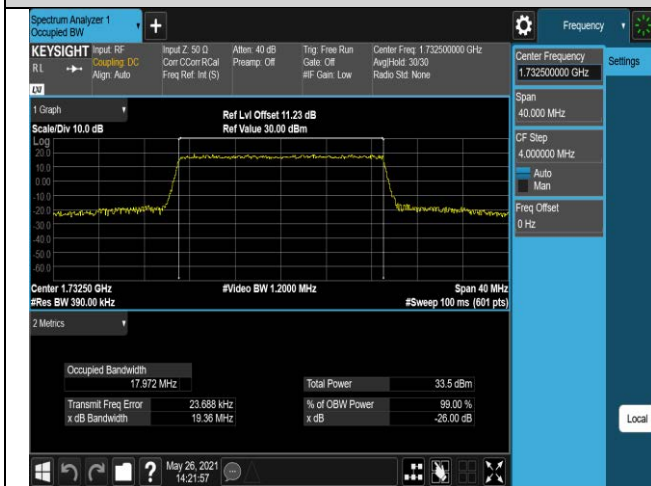 Spectrum Analyzer 1
Occupied BW
Frequency
KEYSIGHT
RL
LXI
Input: RF
Coupling: DC
Align: Auto
Input Z: 50 Ω
Corr CCorr RCal
Freq Ref: Int (S)
Atten: 40 dB
Preamp: Off
Trig: Free Run
Gate: Off
#IF Gain: Low
Center Freq: 1.732500000 GHz
Avg|Hold: 30/30
Radio Std: None
Center Frequency
1.732500000 GHz
Settings
Span
40.000 MHz
CF Step
4.000000 MHz
Auto
Man
Freq Offset
0 Hz
Local
1 Graph
Scale/Div 10.0 dB
Ref Lvl Offset 11.23 dB
Ref Value 30.00 dBm
Log
20.0
10.0
0.00
-10.0
-20.0
-30.0
-40.0
-50.0
-60.0
Center 1.73250 GHz
#Video BW 1.2000 MHz
Span 40 MHz
#Res BW 390.00 kHz
#Sweep 100 ms (601 pts)
2 Metrics
Occupied Bandwidth
17.972 MHz
Total Power 33.5 dBm
Transmit Freq Error 23.688 kHz
% of OBW Power 99.00 %
x dB Bandwidth 19.36 MHz
x dB -26.00 dB
?
May 26, 2021
14:21:57